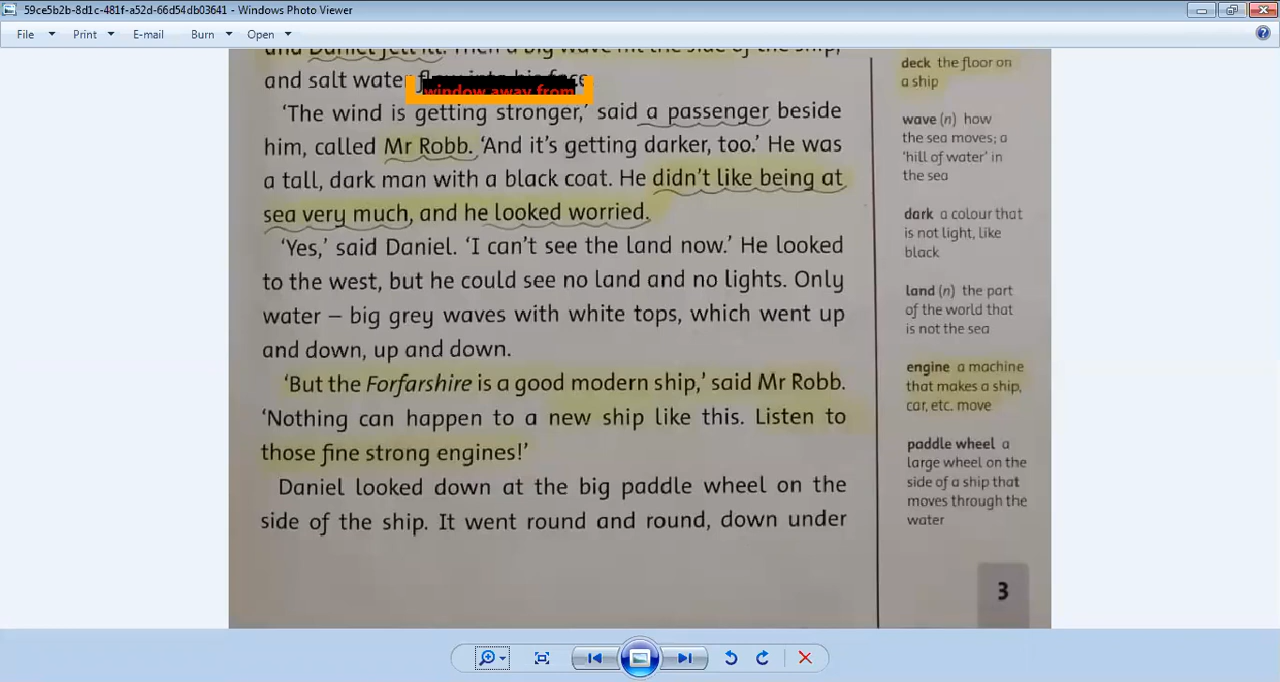 59ce5b2b-8d1c-481f-a52d-66d54db03641 - Windows Photo Viewer
File Print E-mail Burn Open
and Daniel felt ill. Then a big wave hit the side of the ship,
and salt water flew into his face
window away from
'The wind is getting stronger,' said a passenger beside
him, called Mr Robb. 'And it's getting darker, too.' He was
a tall, dark man with a black coat. He didn't like being at
sea very much, and he looked worried.
'Yes,' said Daniel. 'I can't see the land now.' He looked
to the west, but he could see no land and no lights. Only
water – big grey waves with white tops, which went up
and down, up and down.
'But the Forfarshire is a good modern ship,' said Mr Robb.
'Nothing can happen to a new ship like this. Listen to
those fine strong engines!'
Daniel looked down at the big paddle wheel on the
side of the ship. It went round and round, down under
deck the floor on
a ship
wave (n) how
the sea moves; a
'hill of water' in
the sea
dark a colour that
is not light, like
black
land (n) the part
of the world that
is not the sea
engine a machine
that makes a ship,
car, etc. move
paddle wheel a
large wheel on the
side of a ship that
moves through the
water
3